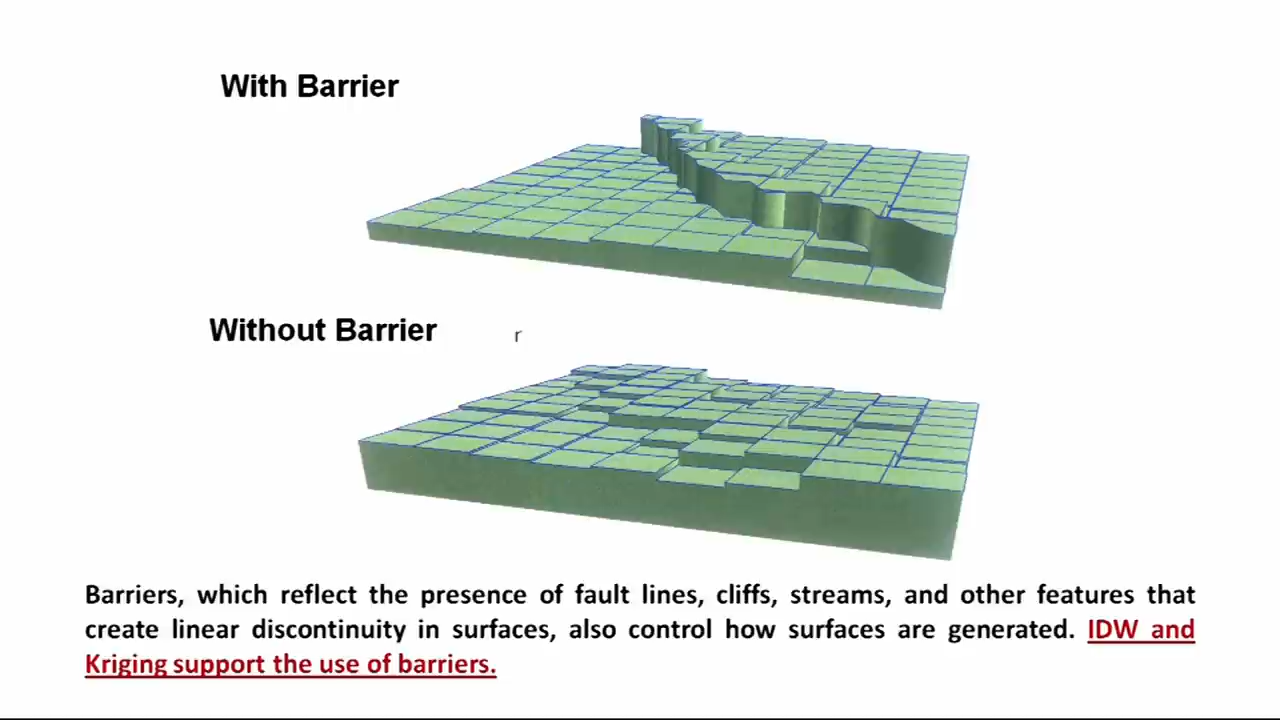 With Barrier
Without Barrier
r
Barriers, which reflect the presence of fault lines, cliffs, streams, and other features that
create linear discontinuity in surfaces, also control how surfaces are generated. IDW and
Kriging support the use of barriers.